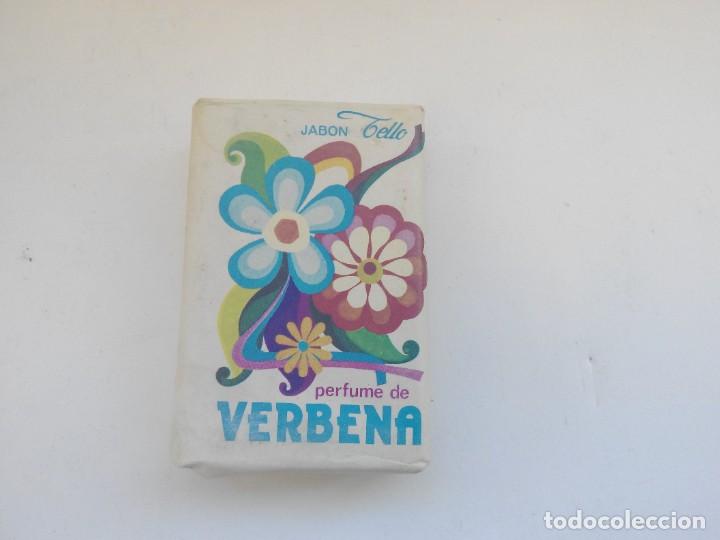 JABON Tello
perfume de
VERBENA
todocoleccion